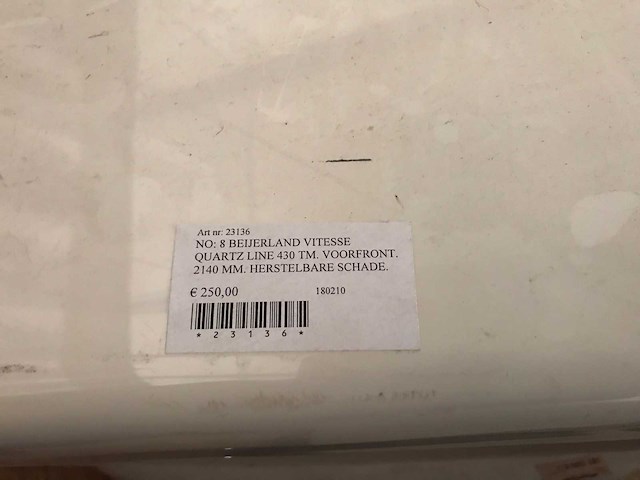 Art nr: 23136
NO: 8 BEIJERLAND VITESSE
QUARTZ LINE 430 TM. VOORFRONT.
2140 MM. HERSTELBARE SCHADE.
€ 250,00 180210
* 2 3 1 3 6 *